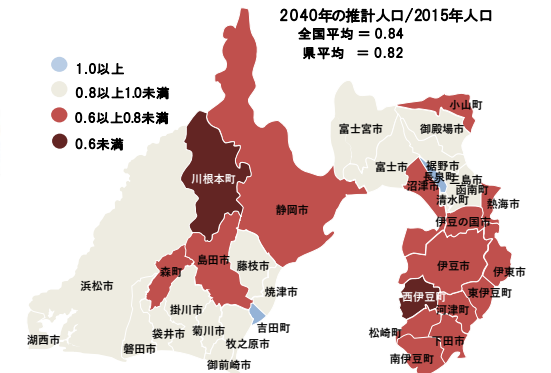 2040年の推計人口/2015年人口
全国平均 = 0.84
県平均 = 0.82
1.0以上
0.8以上1.0未満
0.6以上0.8未満
0.6未満
小山町
富士宮市
御殿場市
裾野市
富士市
長泉町
三島市
川根本町
沼津市
函南町
清水町
熱海市
静岡市
伊豆の国市
島田市
藤枝市
伊豆市
森町
伊東市
浜松市
焼津市
西伊豆町
東伊豆町
掛川市
河津町
吉田町
袋井市
菊川市
松崎町
湖西市
牧之原市
下田市
磐田市
南伊豆町
御前崎市